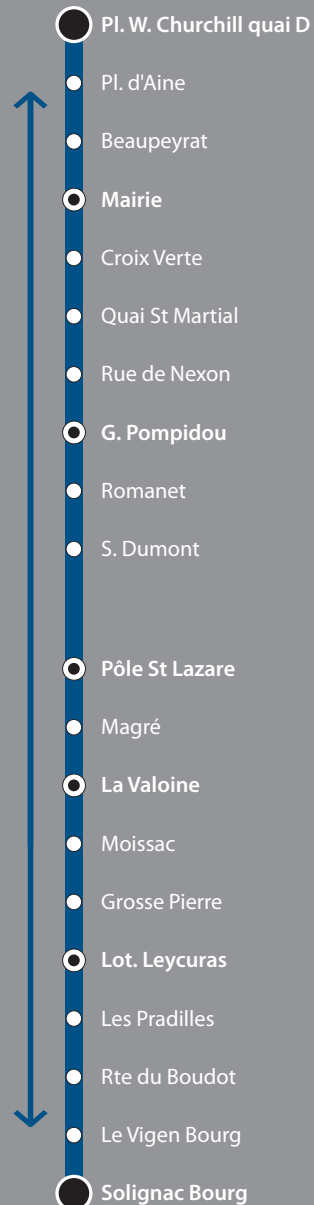 Pl. W. Churchill quai D
Pl. d'Aine
Beaupeyrat
Mairie
Croix Verte
Quai St Martial
Rue de Nexon
G. Pompidou
Romanet
S. Dumont
Pôle St Lazare
Magré
La Valoine
Moissac
Grosse Pierre
Lot. Leycuras
Les Pradilles
Rte du Boudot
Le Vigen Bourg
Solignac Bourg